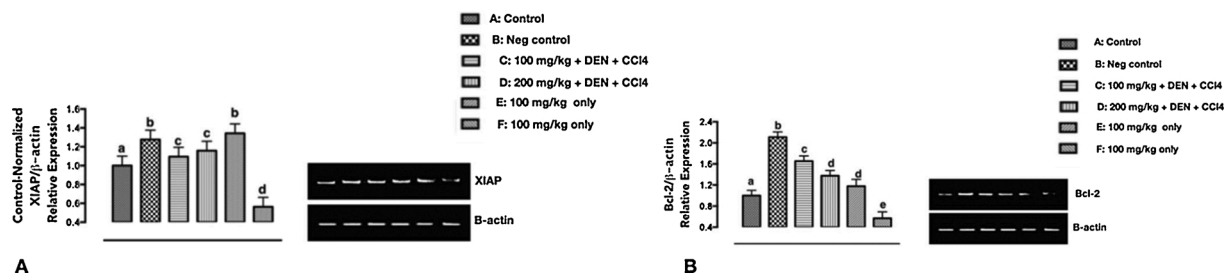 A: Control
B: Neg control
C: 100 mg/kg + DEN + CCl4
D: 200 mg/kg + DEN + CCl4
E: 100 mg/kg only
F: 100 mg/kg only
Control-Normalized
XIAP/β-actin
Relative Expression
1.6
1.4
1.2
1.0
0.8
0.6
0.4
a
b
c
c
b
d
XIAP
B-actin
A
A: Control
B: Neg control
C: 100 mg/kg + DEN + CCl4
D: 200 mg/kg + DEN + CCl4
E: 100 mg/kg only
F: 100 mg/kg only
Bcl-2/β-actin
Relative Expression
2.4
2.0
1.6
1.2
0.8
0.4
a
b
c
d
d
e
Bcl-2
B-actin
B